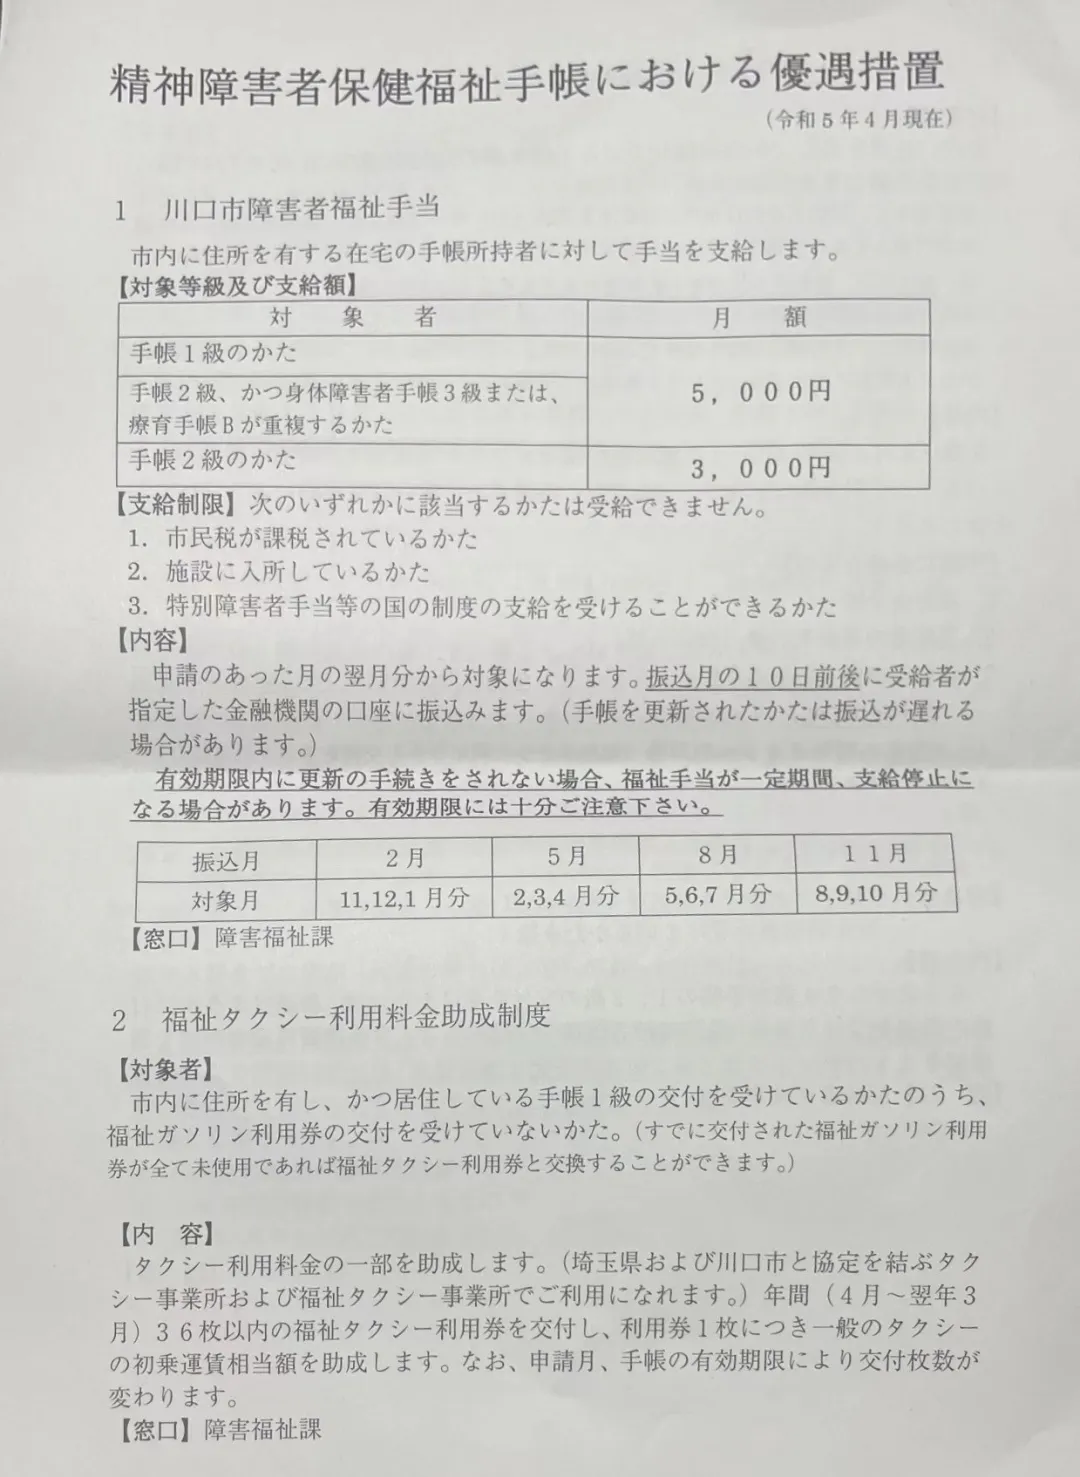 精神障害者保健福祉手帳における優遇措置
（令和５年４月現在）
１　川口市障害者福祉手当
市内に住所を有する在宅の手帳所持者に対して手当を支給します。
【対象等級及び支給額】
対　象　者　月　額
手帳１級のかた
手帳２級、かつ身体障害者手帳３級または、
療育手帳Ｂが重複するかた
５，０００円
手帳２級のかた　３，０００円
【支給制限】次のいずれかに該当するかたは受給できません。
1．市民税が課税されているかた
2．施設に入所しているかた
3．特別障害者手当等の国の制度の支給を受けることができるかた
【内容】
申請のあった月の翌月分から対象になります。振込月の１０日前後に受給者が
指定した金融機関の口座に振込みます。（手帳を更新されたかたは振込が遅れる
場合があります。）
有効期限内に更新の手続きをされない場合、福祉手当が一定期間、支給停止に
なる場合があります。有効期限には十分ご注意下さい。
振込月　２月　５月　８月　１１月
対象月　11,12,1 月分　2,3,4 月分　5,6,7 月分　8,9,10 月分
【窓口】障害福祉課
２　福祉タクシー利用料金助成制度
【対象者】
市内に住所を有し、かつ居住している手帳１級の交付を受けているかたのうち、
福祉ガソリン利用券の交付を受けていないかた。（すでに交付された福祉ガソリン利用
券が全て未使用であれば福祉タクシー利用券と交換することができます。）
【内　容】
タクシー利用料金の一部を助成します。（埼玉県および川口市と協定を結ぶタク
シー事業所および福祉タクシー事業所でご利用になれます。）年間（４月～翌年３
月）３６枚以内の福祉タクシー利用券を交付し、利用券１枚につき一般のタクシー
の初乗運賃相当額を助成します。なお、申請月、手帳の有効期限により交付枚数が
変わります。
【窓口】障害福祉課